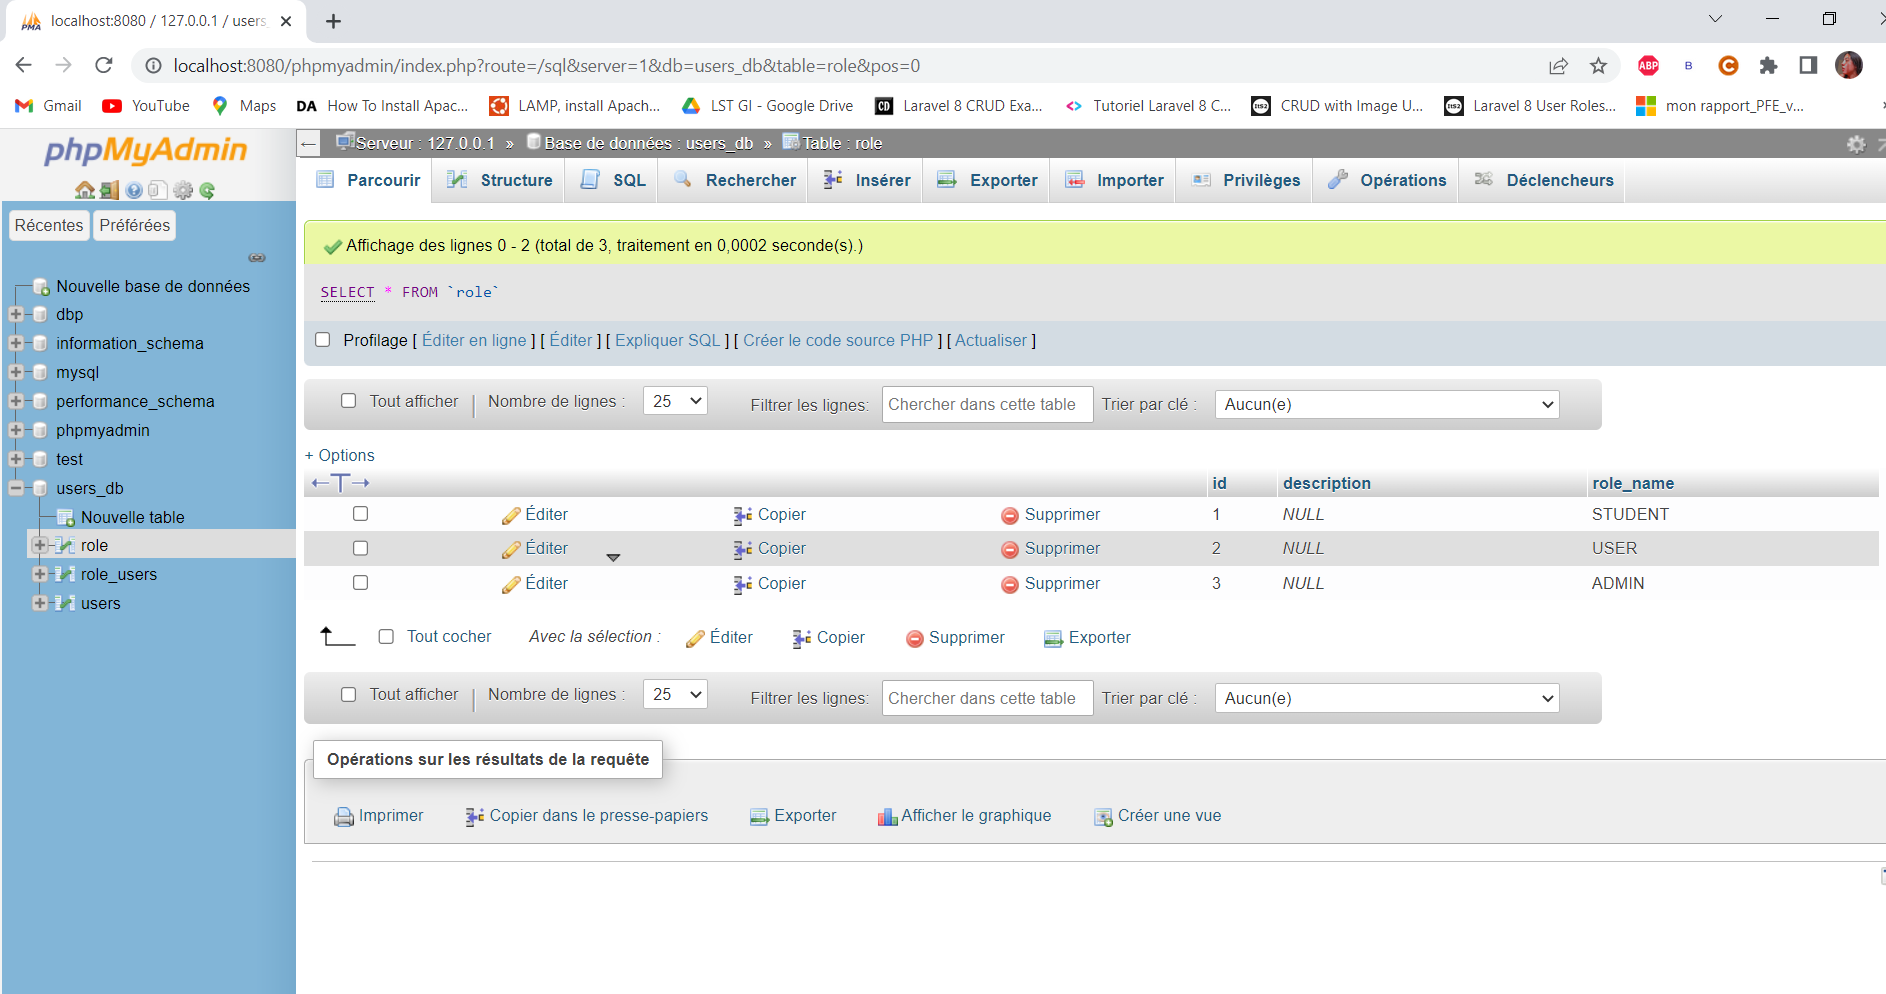 localhost:8080 / 127.0.0.1 / users_
localhost:8080/phpmyadmin/index.php?route=/sql&server=1&db=users_db&table=role&pos=0
ABP
B
C
Gmail
YouTube
Maps
DA How To Install Apac...
LAMP, install Apach...
LST GI - Google Drive
CD Laravel 8 CRUD Exa...
Tutoriel Laravel 8 C...
CRUD with Image U...
Laravel 8 User Roles...
mon rapport_PFE_v...
phpMyAdmin
Récentes Préférées
Nouvelle base de données
dbp
information_schema
mysql
performance_schema
phpmyadmin
test
users_db
Nouvelle table
role
role_users
users
Serveur : 127.0.0.1 » Base de données : users_db » Table : role
Parcourir Structure SQL Rechercher Insérer Exporter Importer Privilèges Opérations Déclencheurs
Affichage des lignes 0 - 2 (total de 3, traitement en 0,0002 seconde(s).)
SELECT * FROM `role`
Profilage [ Éditer en ligne ] [ Éditer ] [ Expliquer SQL ] [ Créer le code source PHP ] [ Actualiser ]
Tout afficher | Nombre de lignes : 25 Filtrer les lignes: Chercher dans cette table Trier par clé : Aucun(e)
+ Options
←T→ id description role_name
Éditer Copier Supprimer 1 NULL STUDENT
Éditer Copier Supprimer 2 NULL USER
Éditer Copier Supprimer 3 NULL ADMIN
Tout cocher Avec la sélection : Éditer Copier Supprimer Exporter
Tout afficher | Nombre de lignes : 25 Filtrer les lignes: Chercher dans cette table Trier par clé : Aucun(e)
Opérations sur les résultats de la requête
Imprimer Copier dans le presse-papiers Exporter Afficher le graphique Créer une vue